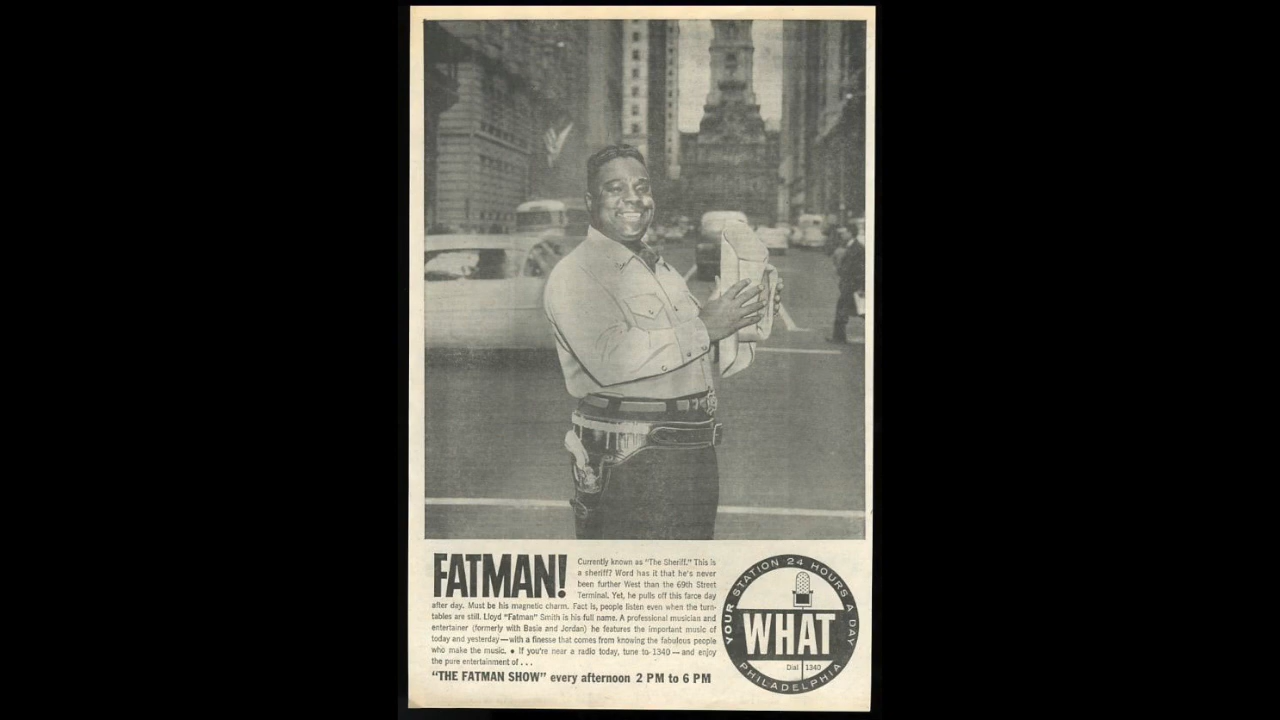 FATMAN!
Currently known as "The Sheriff." This is
a sheriff? Word has it that he's never
been further West than the 69th Street
Terminal. Yet, he pulls off this farce day
after day. Must be his magnetic charm. Fact is, people listen even when the turn-
tables are still. Lloyd "Fatman" Smith is his full name. A professional musician and
entertainer (formerly with Basie and Jordan) he features the important music of
today and yesterday—with a finesse that comes from knowing the fabulous people
who make the music. • If you're near a radio today, tune to 1340—and enjoy
the pure entertainment of . . .
"THE FATMAN SHOW" every afternoon 2 PM to 6 PM
YOUR STATION 24 HOURS A DAY
WHAT
Dial 1340
PHILADELPHIA